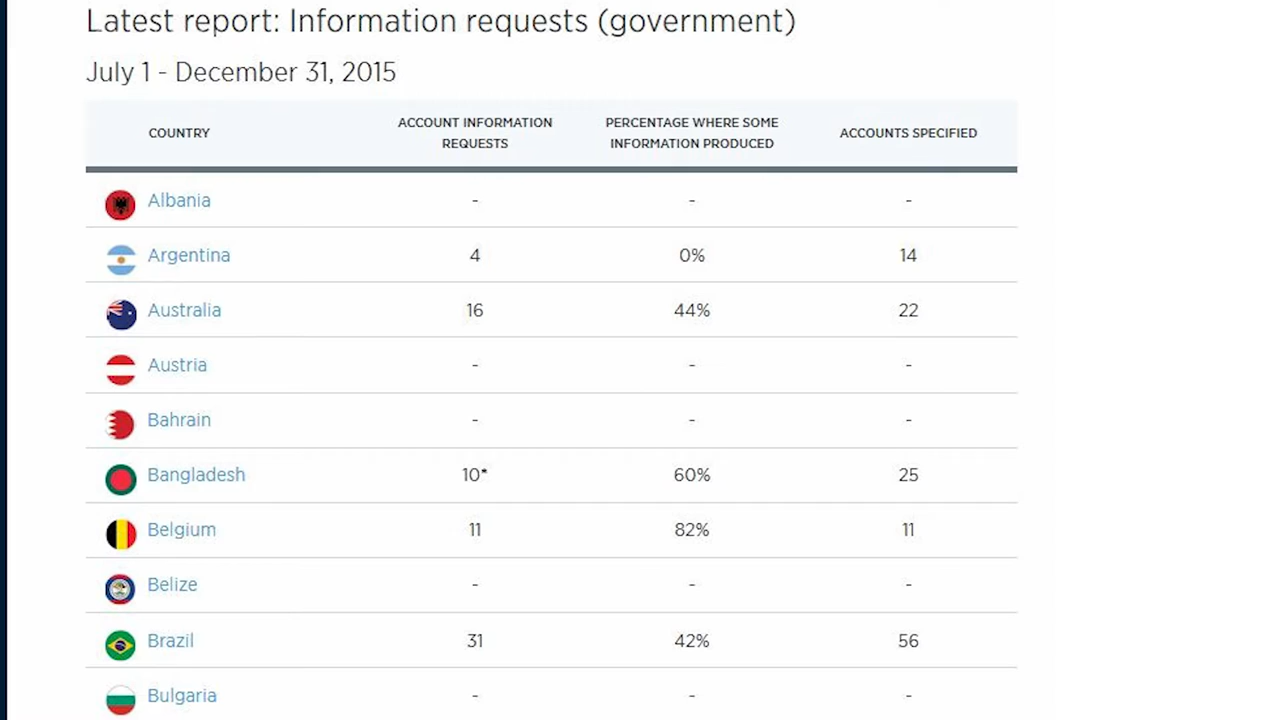 Latest report: Information requests (government)
July 1 - December 31, 2015
COUNTRY ACCOUNT INFORMATION REQUESTS PERCENTAGE WHERE SOME INFORMATION PRODUCED ACCOUNTS SPECIFIED
Albania - - -
Argentina 4 0% 14
Australia 16 44% 22
Austria - - -
Bahrain - - -
Bangladesh 10* 60% 25
Belgium 11 82% 11
Belize - - -
Brazil 31 42% 56
Bulgaria - - -